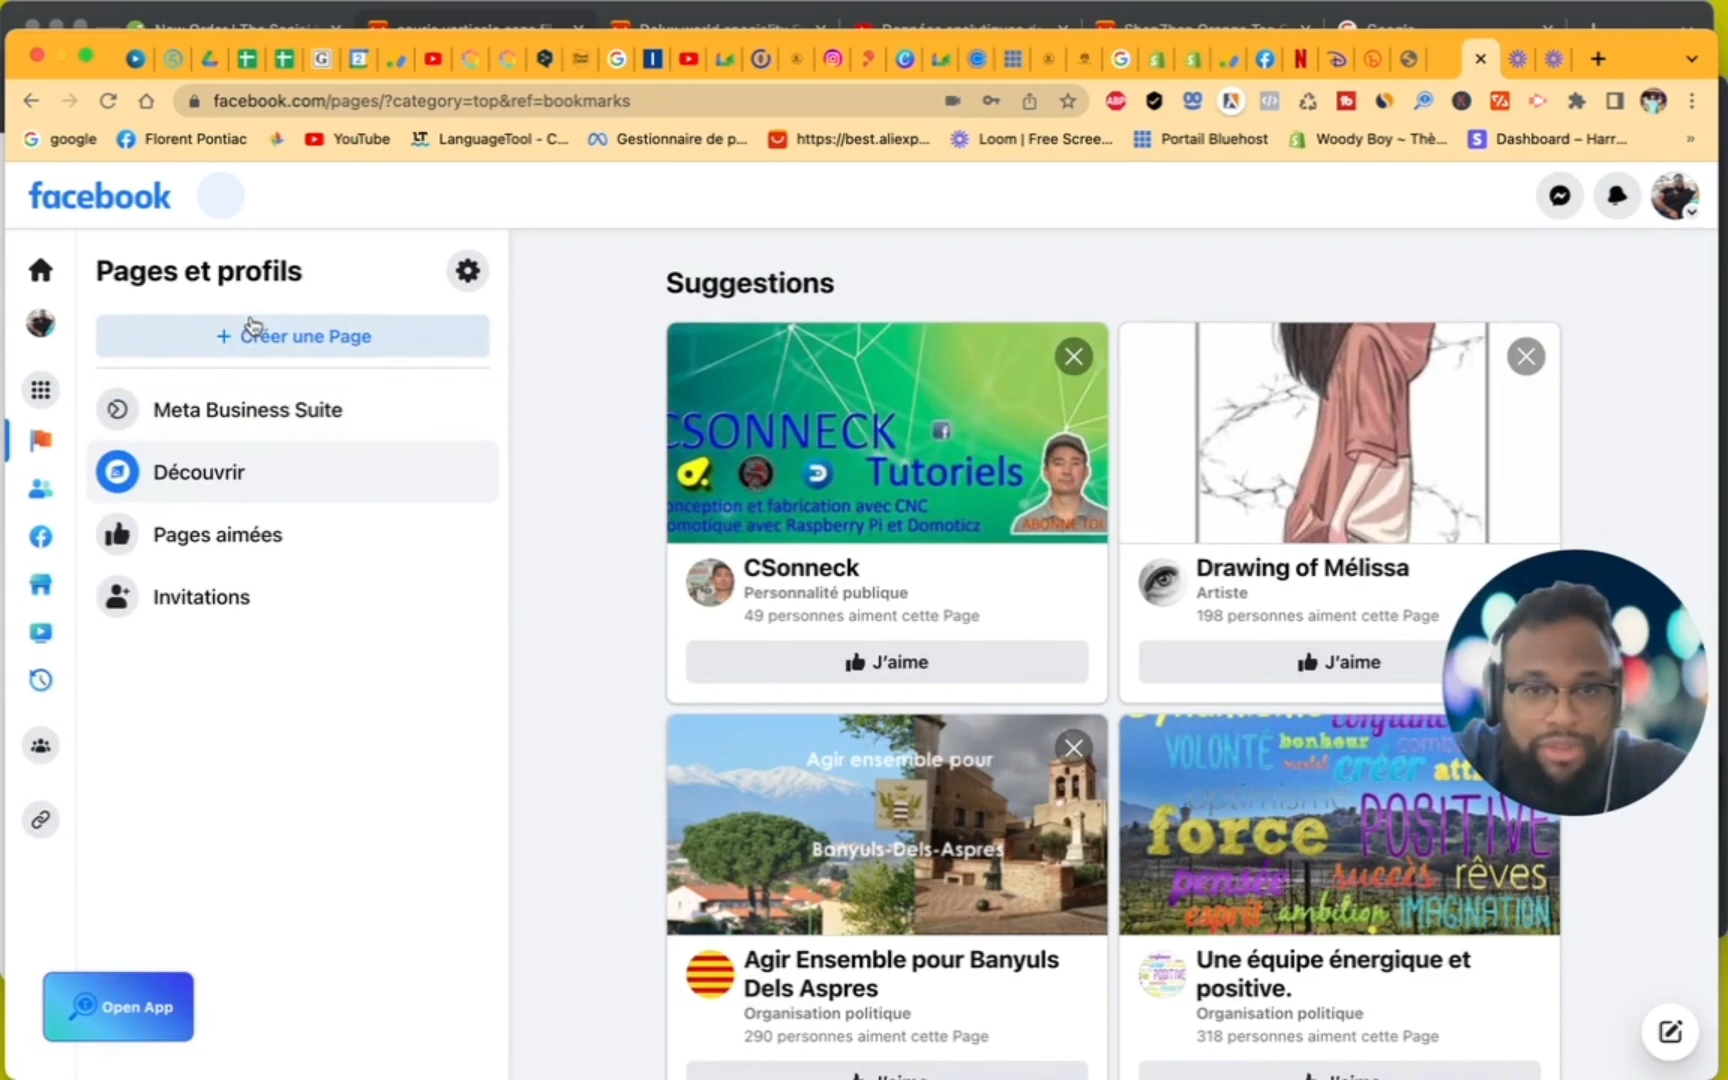 facebook.com/pages/?category=top&ref=bookmarks
google
Florent Pontiac
YouTube
LanguageTool - C...
Gestionnaire de p...
https://best.aliexp...
Loom | Free Scree...
Portail Bluehost
Woody Boy ~ Thè...
Dashboard – Harr...
facebook
Pages et profils
+ Créer une Page
Meta Business Suite
Découvrir
Pages aimées
Invitations
Open App
Suggestions
CSONNECK
Tutoriels
onception et fabrication avec CNC
omotique avec Raspberry Pi et Domoticz
ABONNE-TOI
CSonneck
Personnalité publique
49 personnes aiment cette Page
J'aime
Drawing of Mélissa
Artiste
198 personnes aiment cette Page
J'aime
Agir ensemble pour
Banyuls-Dels-Aspres
Agir Ensemble pour Banyuls
Dels Aspres
Organisation politique
290 personnes aiment cette Page
VOLONTÉ bonheur
créer
force POSITIVE
pensée succès rêves
esprit ambition IMAGINATION
Une équipe énergique et
positive.
Organisation politique
318 personnes aiment cette Page